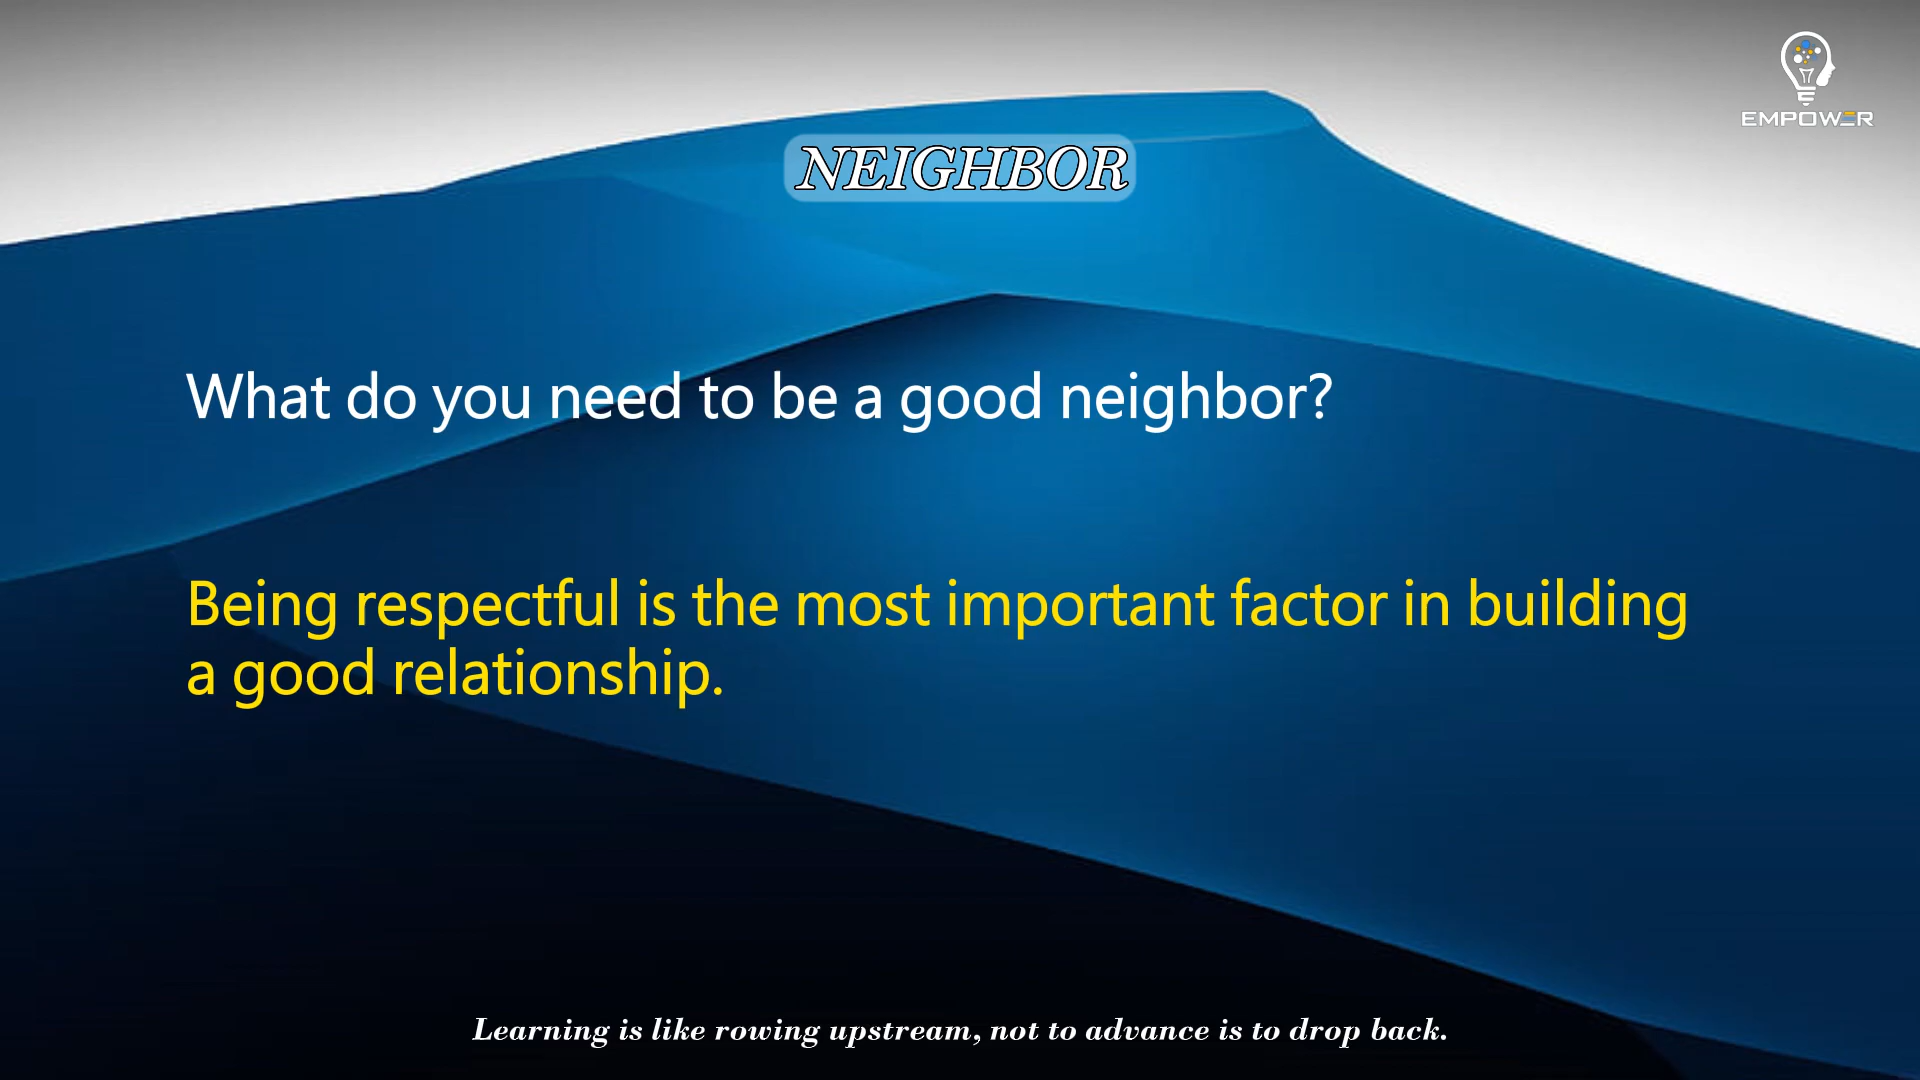 EMPOWER
NEIGHBOR
What do you need to be a good neighbor?
Being respectful is the most important factor in building
a good relationship.
Learning is like rowing upstream, not to advance is to drop back.